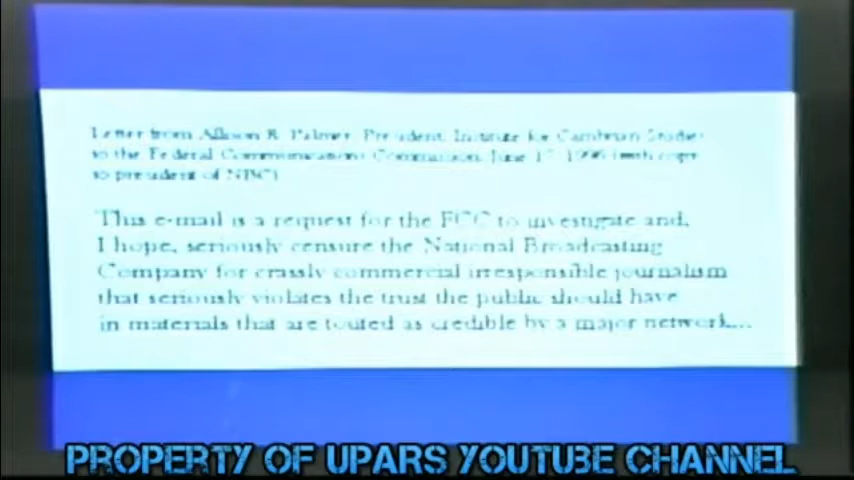 Letter from Allison R. Palmer, President, Institute for Cambrian Studies
to the Federal Communications Commission, June 17, 1996 (with copy
to president of NBC)
This e-mail is a request for the FCC to investigate and,
I hope, seriously censure the National Broadcasting
Company for crassly commercial irresponsible journalism
that seriously violates the trust the public should have
in materials that are touted as credible by a major network...
PROPERTY OF UPARS YOUTUBE CHANNEL